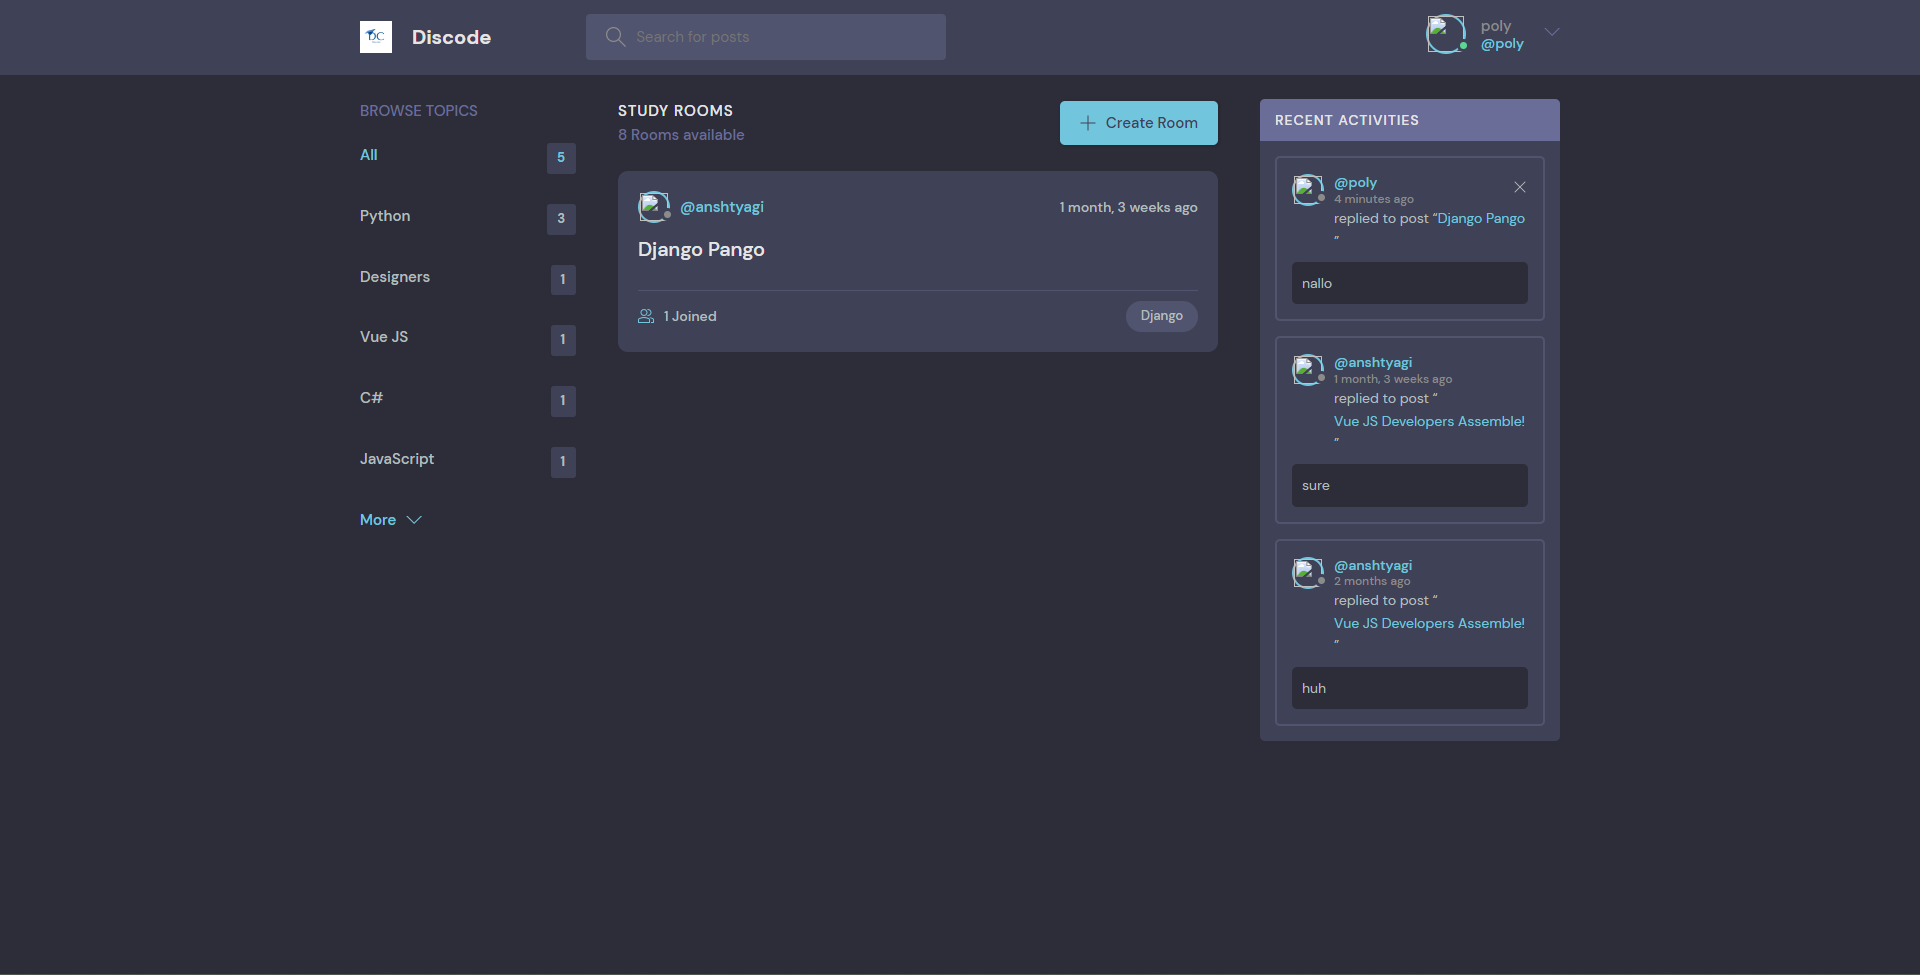 DC
Discode
Search for posts
poly
@poly
BROWSE TOPICS
All 5
Python 3
Designers 1
Vue JS 1
C# 1
JavaScript 1
More
STUDY ROOMS
8 Rooms available
Create Room
@anshtyagi 1 month, 3 weeks ago
Django Pango
1 Joined Django
RECENT ACTIVITIES
@poly
4 minutes ago
replied to post “Django Pango
”
nallo
@anshtyagi
1 month, 3 weeks ago
replied to post “
Vue JS Developers Assemble!
”
sure
@anshtyagi
2 months ago
replied to post “
Vue JS Developers Assemble!
”
huh